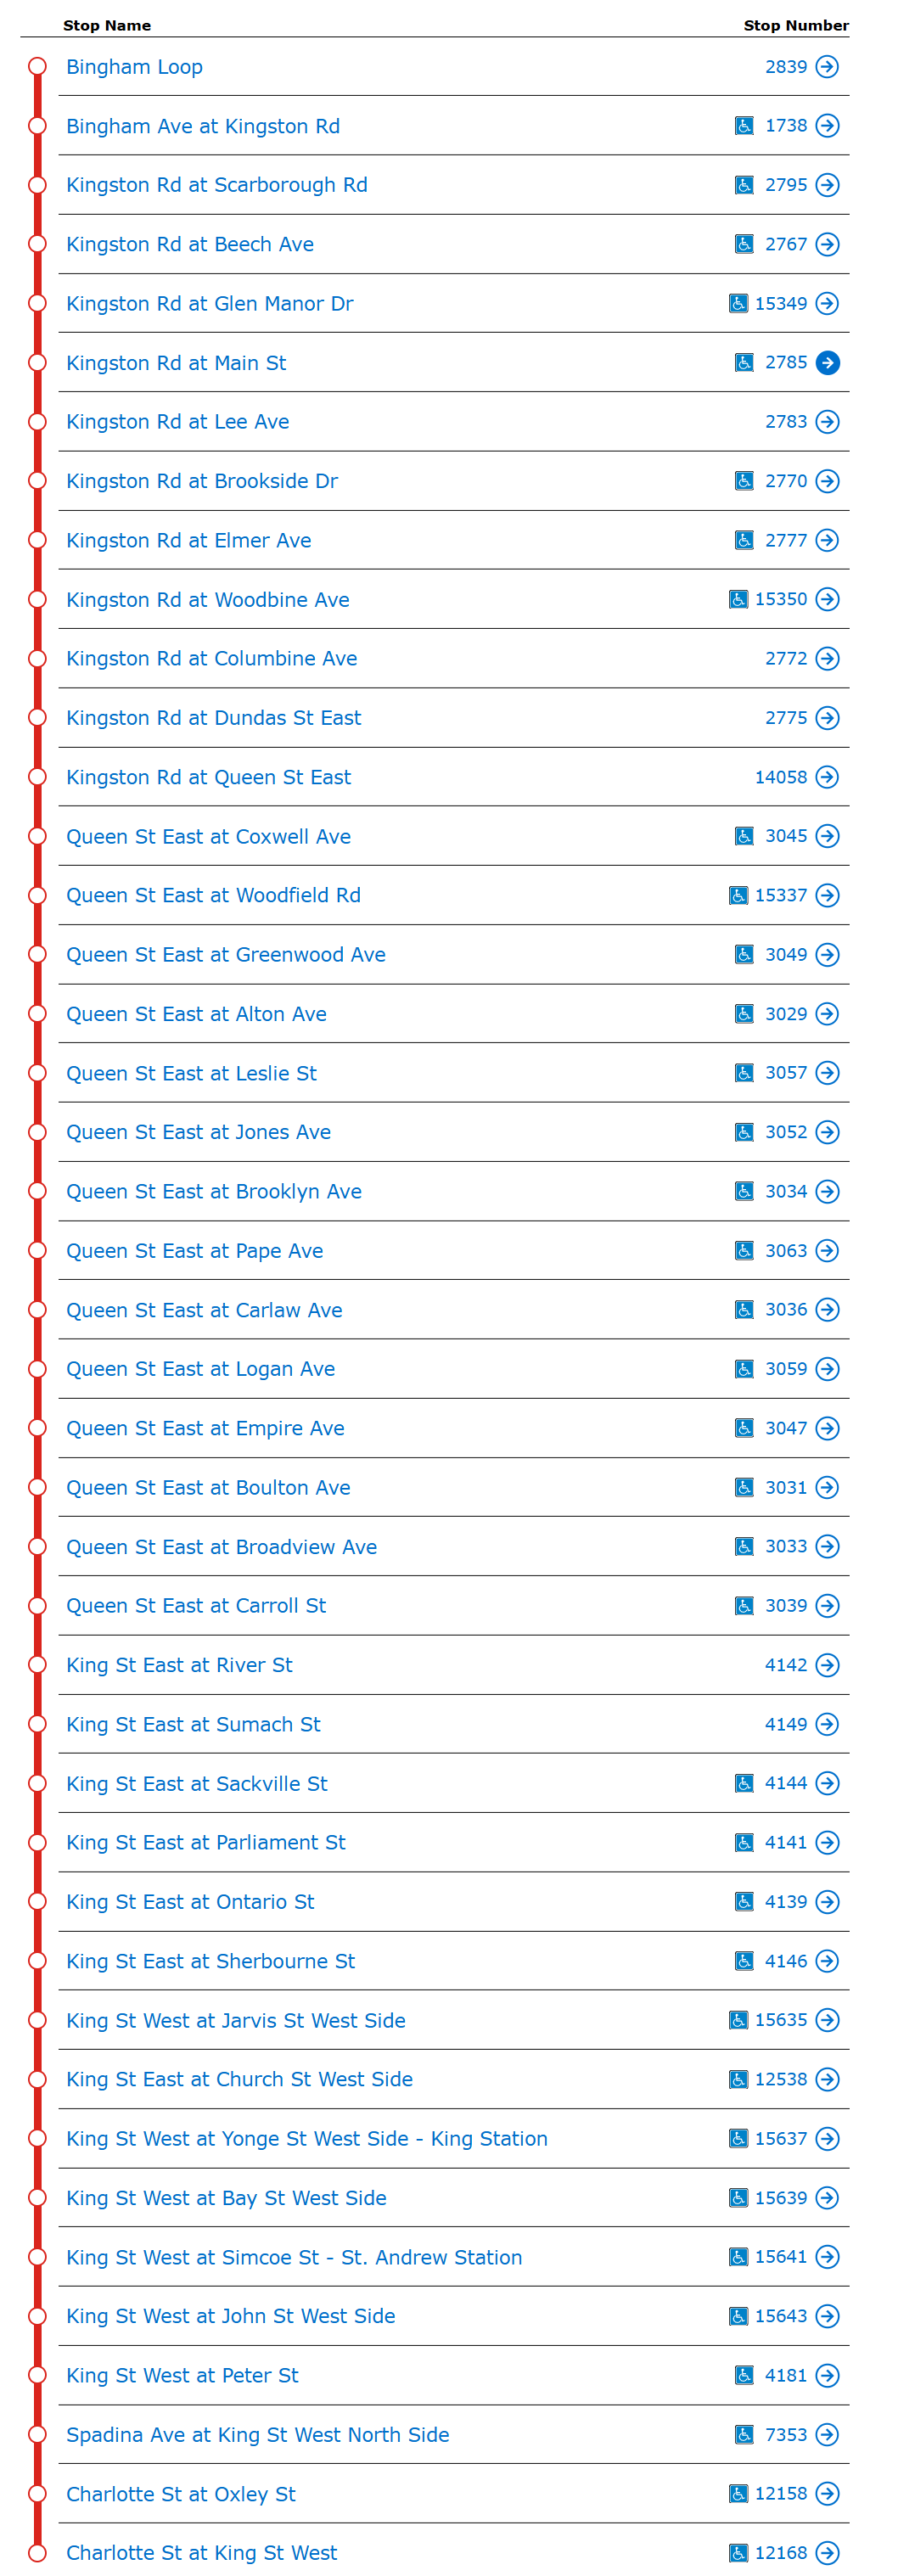 Stop Name Stop Number
Bingham Loop 2839
Bingham Ave at Kingston Rd 1738
Kingston Rd at Scarborough Rd 2795
Kingston Rd at Beech Ave 2767
Kingston Rd at Glen Manor Dr 15349
Kingston Rd at Main St 2785
Kingston Rd at Lee Ave 2783
Kingston Rd at Brookside Dr 2770
Kingston Rd at Elmer Ave 2777
Kingston Rd at Woodbine Ave 15350
Kingston Rd at Columbine Ave 2772
Kingston Rd at Dundas St East 2775
Kingston Rd at Queen St East 14058
Queen St East at Coxwell Ave 3045
Queen St East at Woodfield Rd 15337
Queen St East at Greenwood Ave 3049
Queen St East at Alton Ave 3029
Queen St East at Leslie St 3057
Queen St East at Jones Ave 3052
Queen St East at Brooklyn Ave 3034
Queen St East at Pape Ave 3063
Queen St East at Carlaw Ave 3036
Queen St East at Logan Ave 3059
Queen St East at Empire Ave 3047
Queen St East at Boulton Ave 3031
Queen St East at Broadview Ave 3033
Queen St East at Carroll St 3039
King St East at River St 4142
King St East at Sumach St 4149
King St East at Sackville St 4144
King St East at Parliament St 4141
King St East at Ontario St 4139
King St East at Sherbourne St 4146
King St West at Jarvis St West Side 15635
King St East at Church St West Side 12538
King St West at Yonge St West Side - King Station 15637
King St West at Bay St West Side 15639
King St West at Simcoe St - St. Andrew Station 15641
King St West at John St West Side 15643
King St West at Peter St 4181
Spadina Ave at King St West North Side 7353
Charlotte St at Oxley St 12158
Charlotte St at King St West 12168